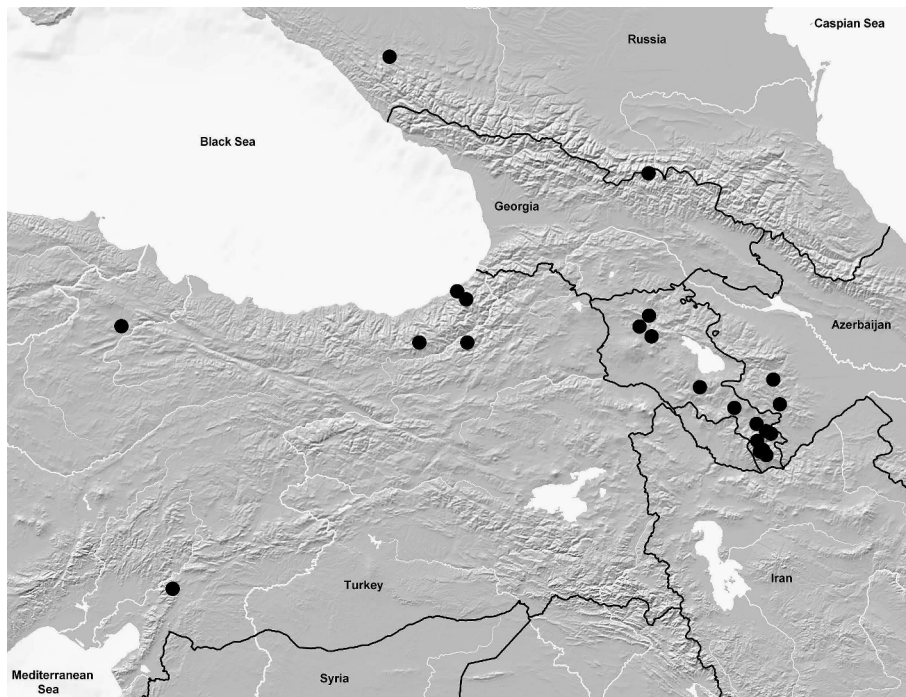 Caspian Sea
Russia
Black Sea
Georgia
Azerbaijan
Turkey
Iran
Mediterranean
Sea
Syria